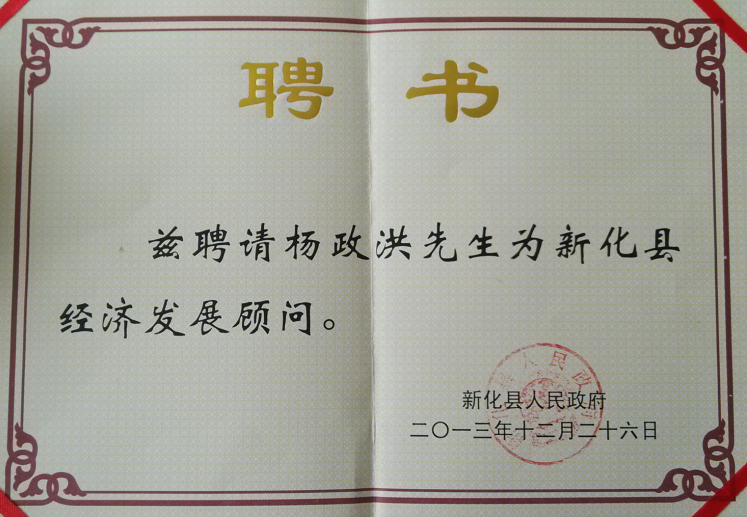 聘书
兹聘请杨政洪先生为新化县
经济发展顾问。
新化县人民政府
二〇一三年十二月二十六日